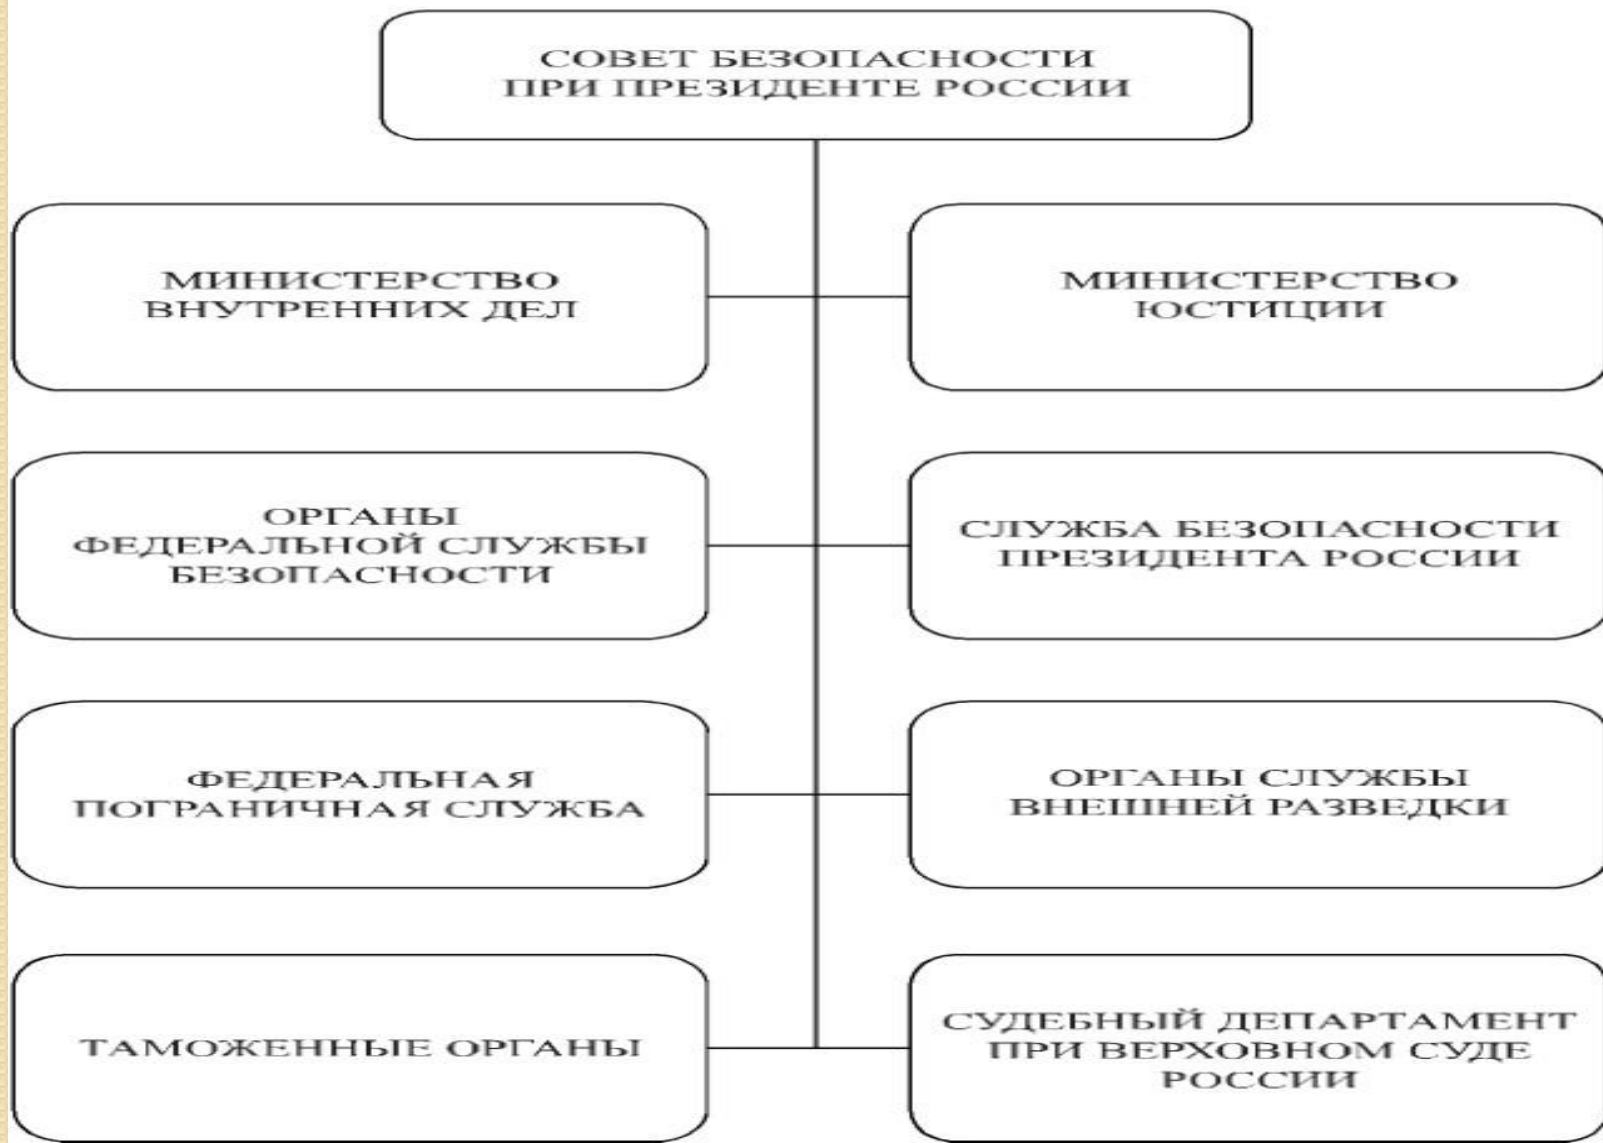 СОВЕТ БЕЗОПАСНОСТИ
ПРИ ПРЕЗИДЕНТЕ РОССИИ
МИНИСТЕРСТВО
ВНУТРЕННИХ ДЕЛ
МИНИСТЕРСТВО
ЮСТИЦИИ
ОРГАНЫ
ФЕДЕРАЛЬНОЙ СЛУЖБЫ
БЕЗОПАСНОСТИ
СЛУЖБА БЕЗОПАСНОСТИ
ПРЕЗИДЕНТА РОССИИ
ФЕДЕРАЛЬНАЯ
ПОГРАНИЧНАЯ СЛУЖБА
ОРГАНЫ СЛУЖБЫ
ВНЕШНЕЙ РАЗВЕДКИ
ТАМОЖЕННЫЕ ОРГАНЫ
СУДЕБНЫЙ ДЕПАРТАМЕНТ
ПРИ ВЕРХОВНОМ СУДЕ
РОССИИ